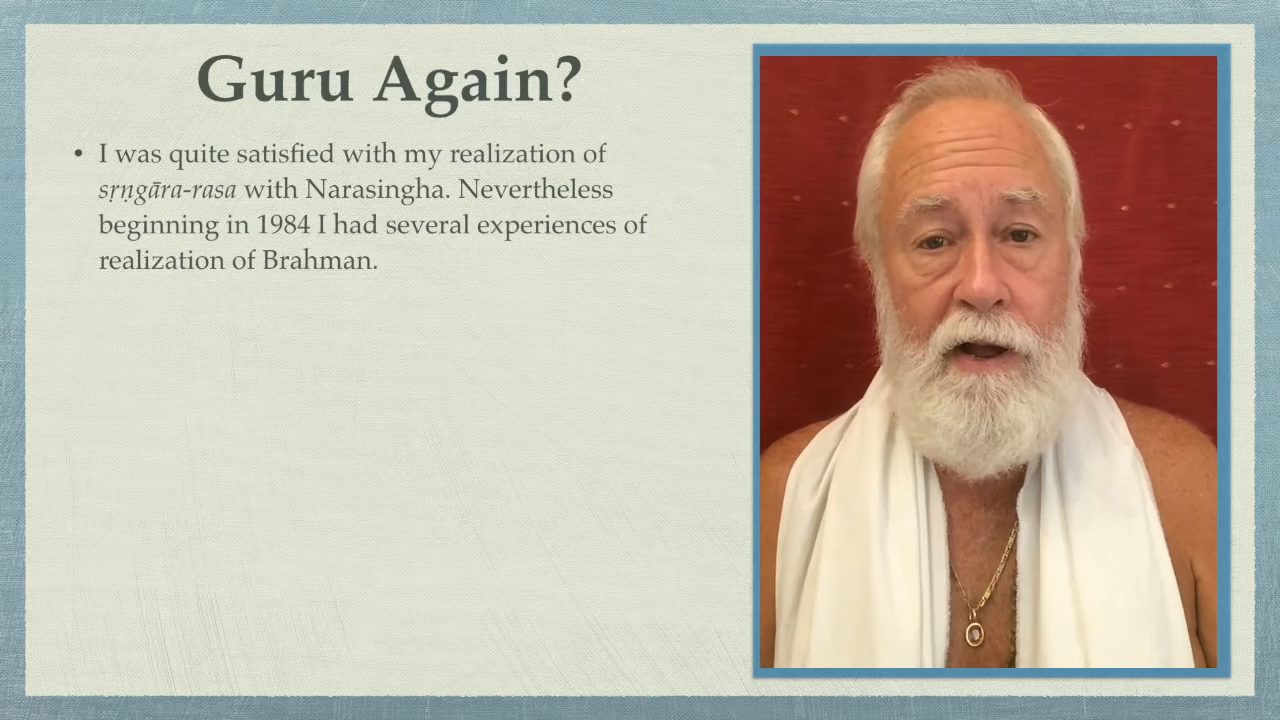 Guru Again?
• I was quite satisfied with my realization of
sṛṇgāra-rasa with Narasingha. Nevertheless
beginning in 1984 I had several experiences of
realization of Brahman.